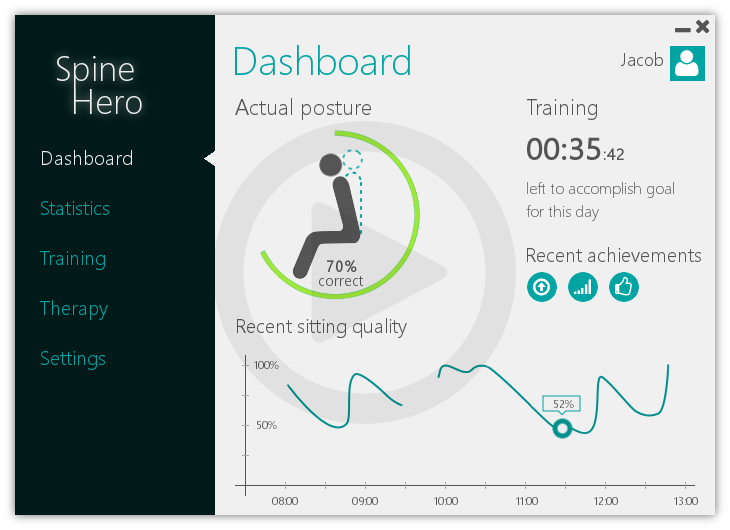 Spine
Hero
Dashboard
Statistics
Training
Therapy
Settings
Dashboard
Jacob
Actual posture
70%
correct
Training
00:35:42
left to accomplish goal
for this day
Recent achievements
Recent sitting quality
100%
50%
52%
08:00 09:00 10:00 11:00 12:00 13:00